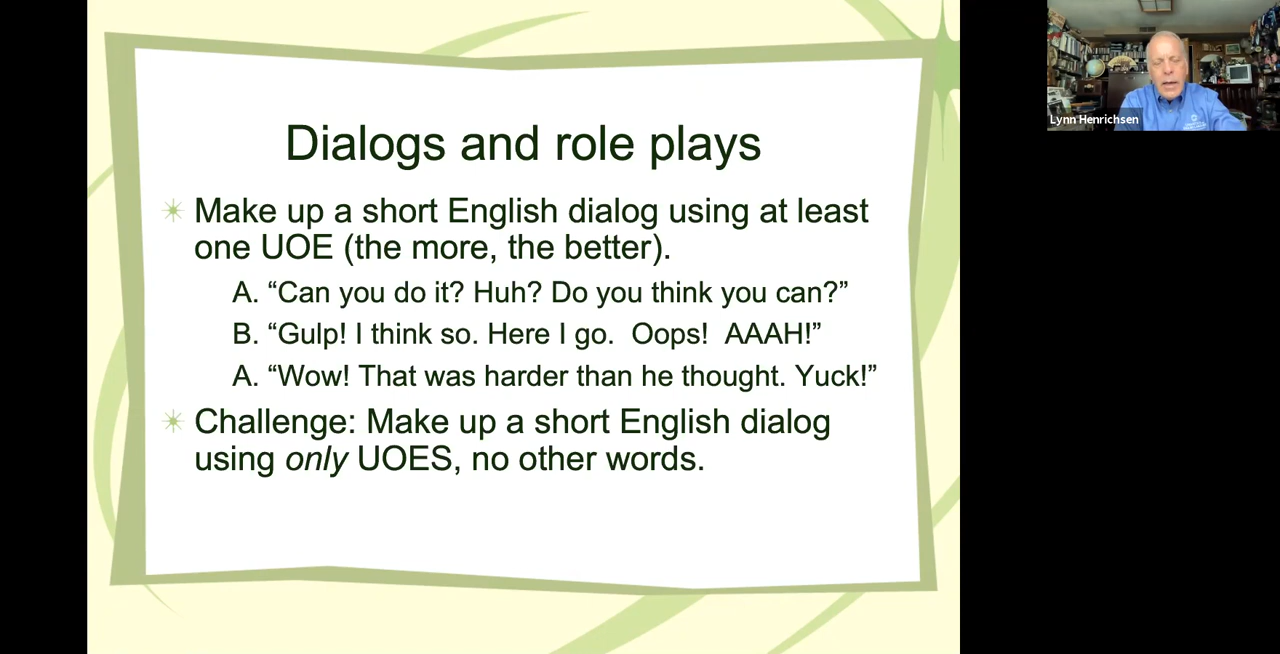 Dialogs and role plays
Make up a short English dialog using at least
one UOE (the more, the better).
A. “Can you do it? Huh? Do you think you can?”
B. “Gulp! I think so. Here I go.  Oops!  AAAH!”
A. “Wow! That was harder than he thought. Yuck!”
Challenge: Make up a short English dialog
using only UOES, no other words.
Lynn Henrichsen